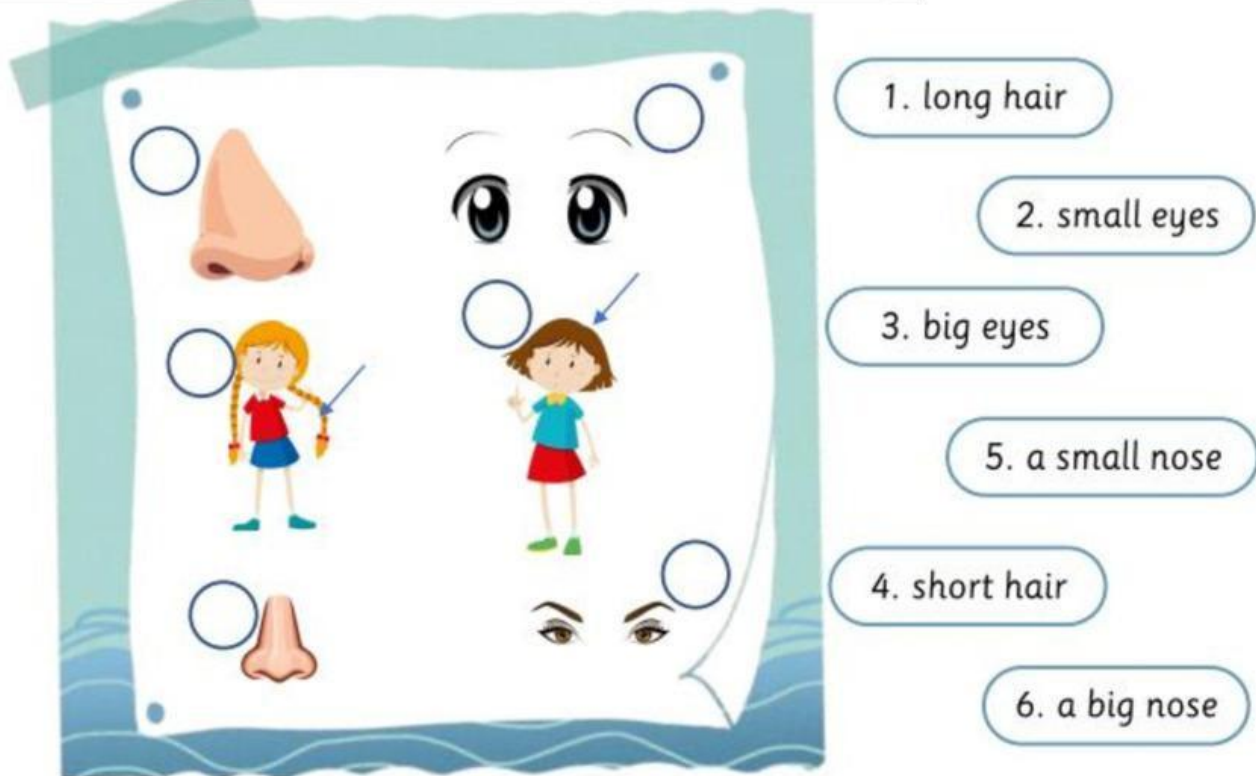 1. long hair
2. small eyes
3. big eyes
5. a small nose
4. short hair
6. a big nose